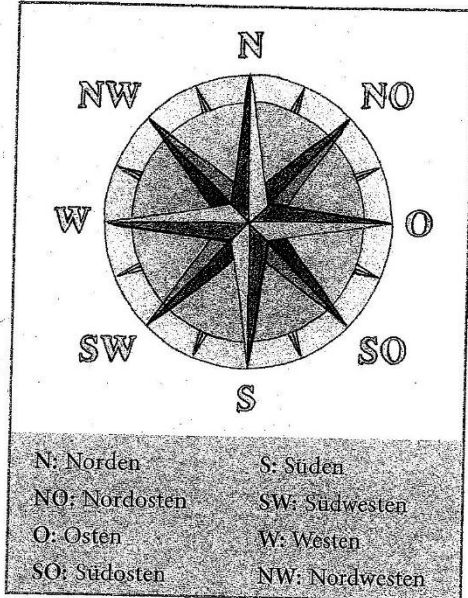 N
NW NO
W O
SW SO
S
N: Norden
NO: Nordosten
O: Osten
SO: Südosten
S: Süden
SW: Südwesten
W: Westen
NW: Nordwesten